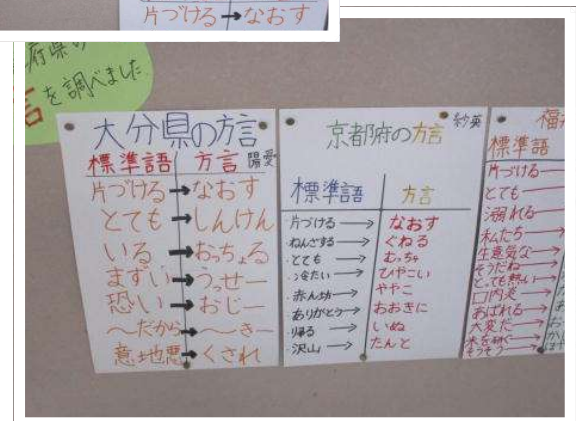 片づける→なおす
府県の
言を調べました
大分県の方言
陽愛
標準語 方言
片づける→なおす
とても→しんけん
いる→おっちょる
まずい→うっせー
恐い→おじー
〜だから→〜きー
意地悪→くされ
京都府の方言
紗英
標準語 方言
片づける→なおす
ねんざする→ぐねる
とても→むっちゃ
冷たい→ひやこい
赤ん坊→ややこ
ありがとう→おおきに
帰る→いぬ
沢山→たんと
福
標準語
片づける
とても
溺れる
私たち
生意気な
そうだね
とても熱い
口内炎
あばれる
大変だ
米を研ぐ
そうそう